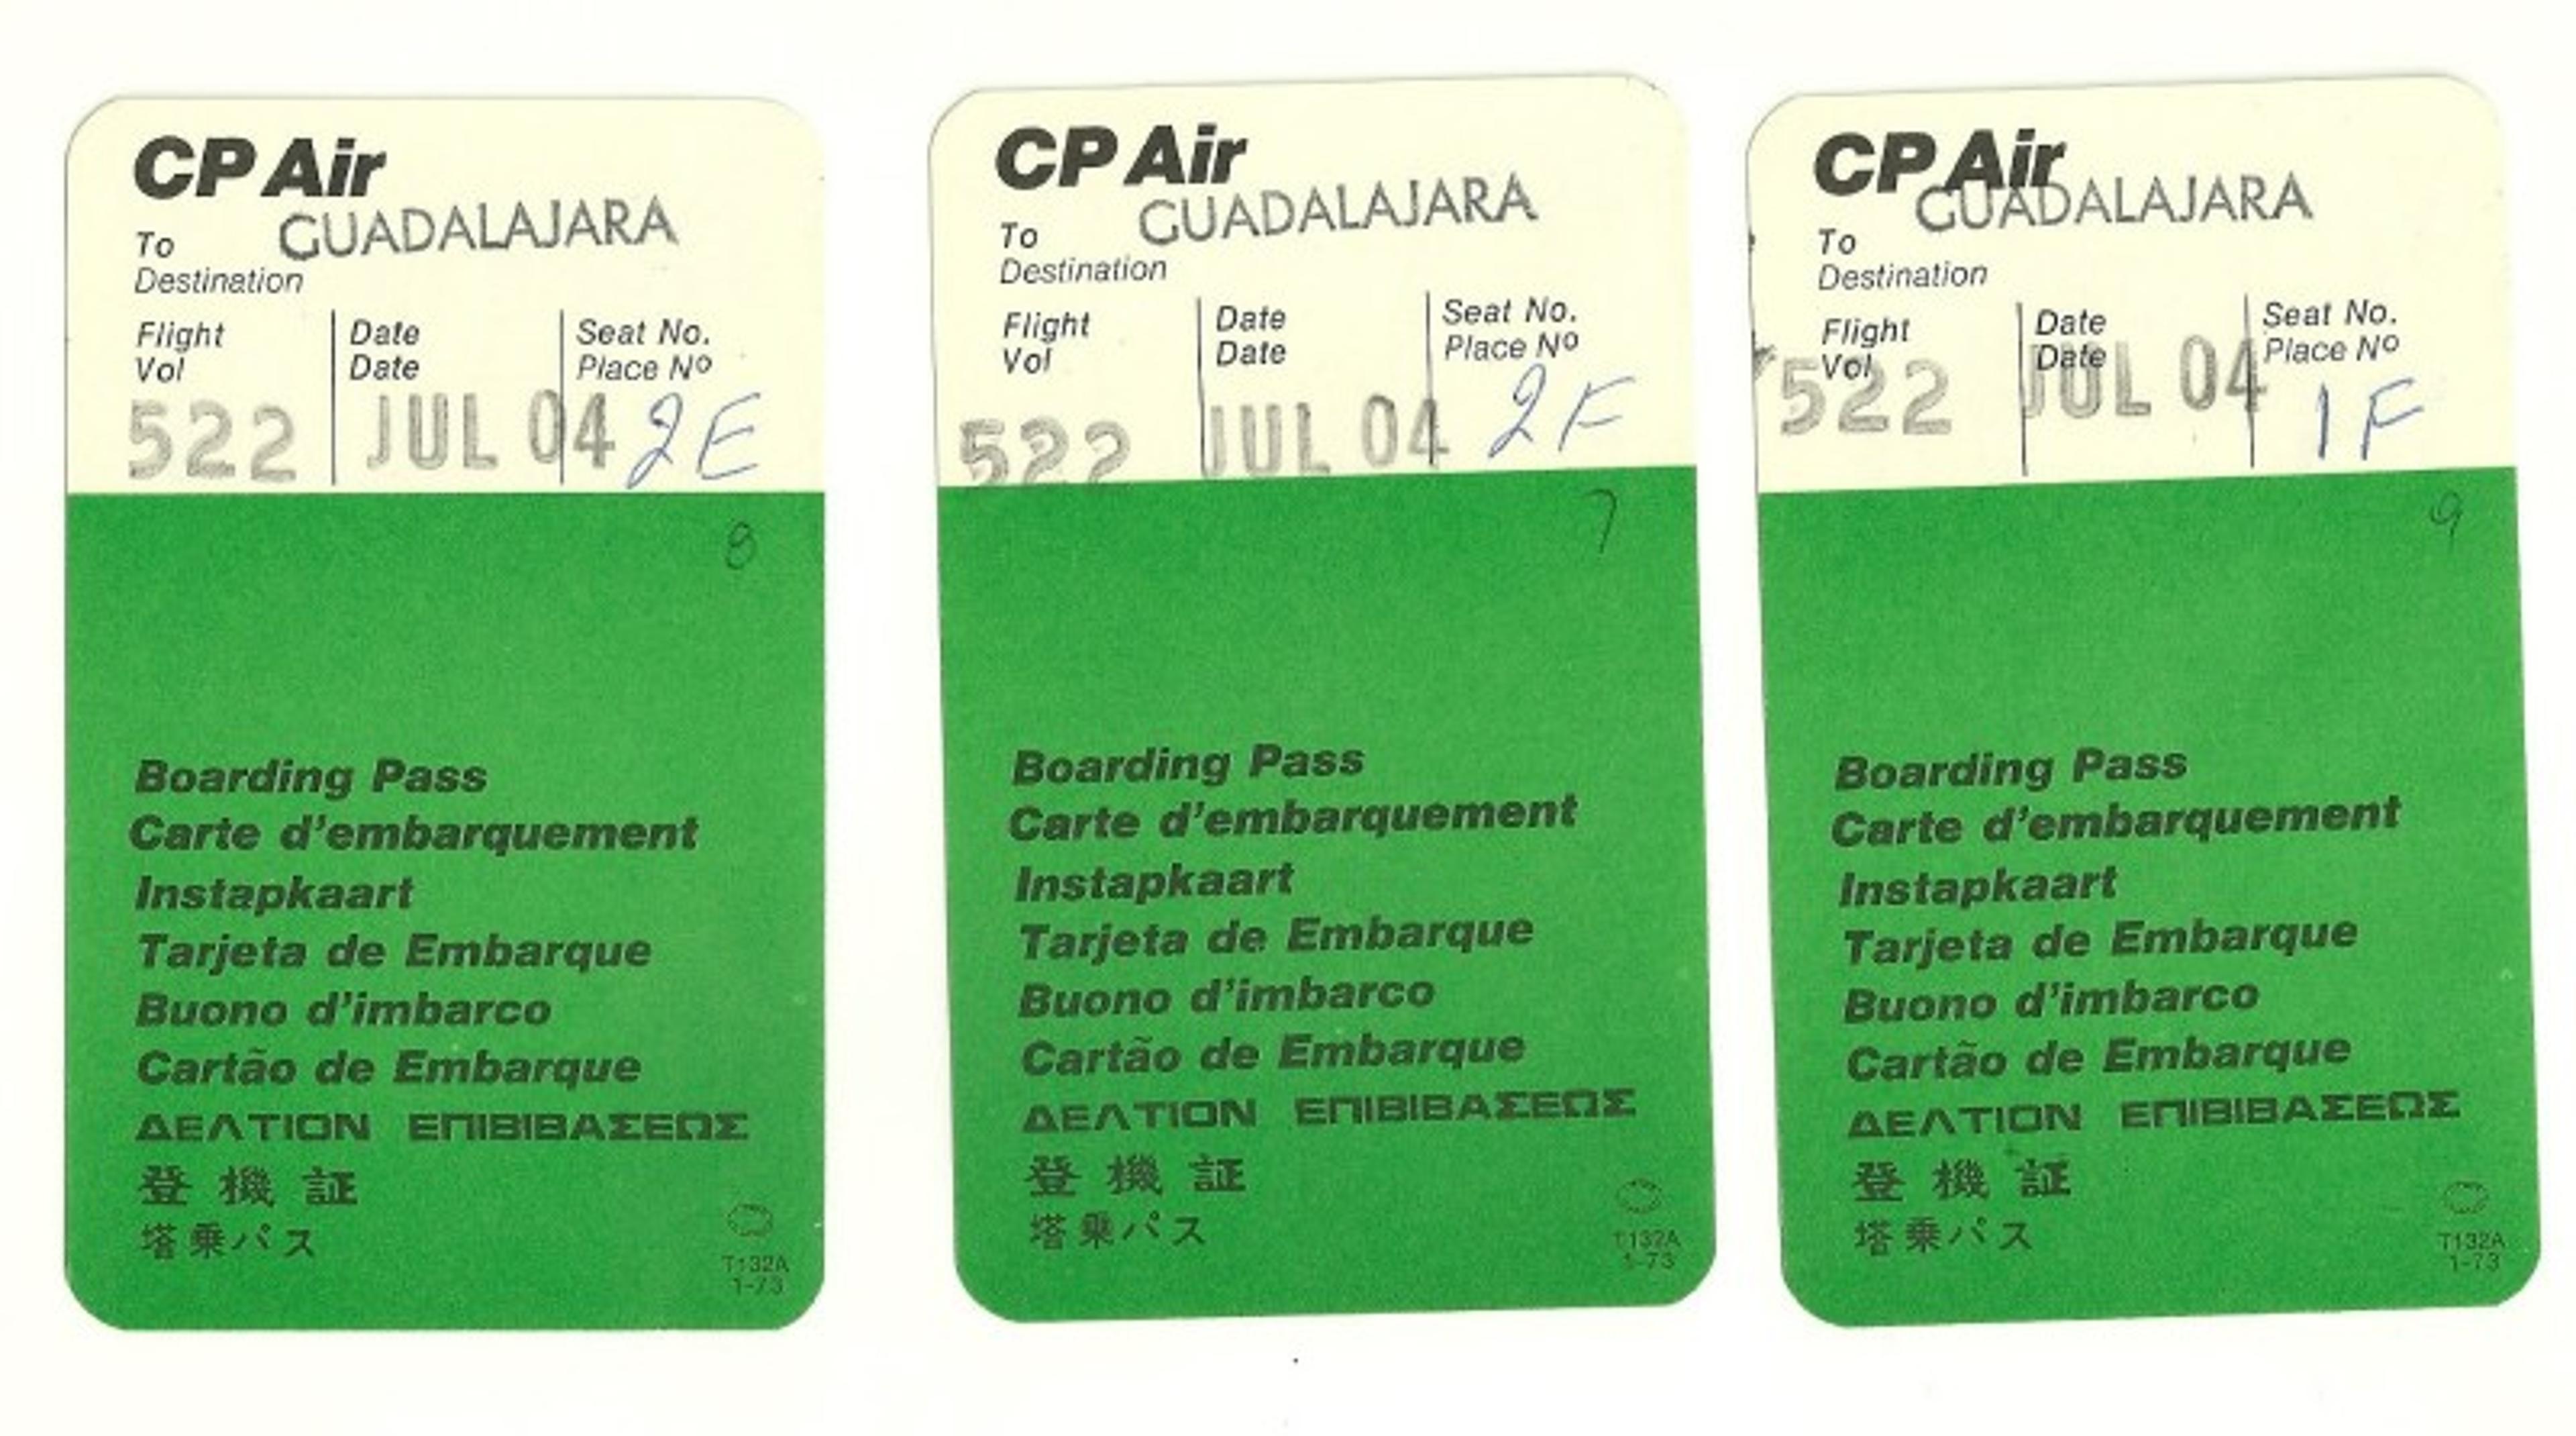 CP Air
GUADALAJARA
To
Destination
Flight Date Seat No.
Vol Date Place Nº
522 JUL 04 2E
8
Boarding Pass
Carte d'embarquement
Instapkaart
Tarjeta de Embarque
Buono d'imbarco
Cartão de Embarque
ΔΕΛΤΙΟΝ ΕΠΙΒΙΒΑΣΕΩΣ
登機証
塔乗パス
T132A
1-73
CP Air
GUADALAJARA
To
Destination
Flight Date Seat No.
Vol Date Place Nº
522 JUL 04 2F
7
Boarding Pass
Carte d'embarquement
Instapkaart
Tarjeta de Embarque
Buono d'imbarco
Cartão de Embarque
ΔΕΛΤΙΟΝ ΕΠΙΒΙΒΑΣΕΩΣ
登機証
塔乗パス
T132A
1-73
CP Air
GUADALAJARA
To
Destination
Flight Date Seat No.
Vol Date Place Nº
522 JUL 04 1F
9
Boarding Pass
Carte d'embarquement
Instapkaart
Tarjeta de Embarque
Buono d'imbarco
Cartão de Embarque
ΔΕΛΤΙΟΝ ΕΠΙΒΙΒΑΣΕΩΣ
登機証
塔乗パス
T132A
1-73